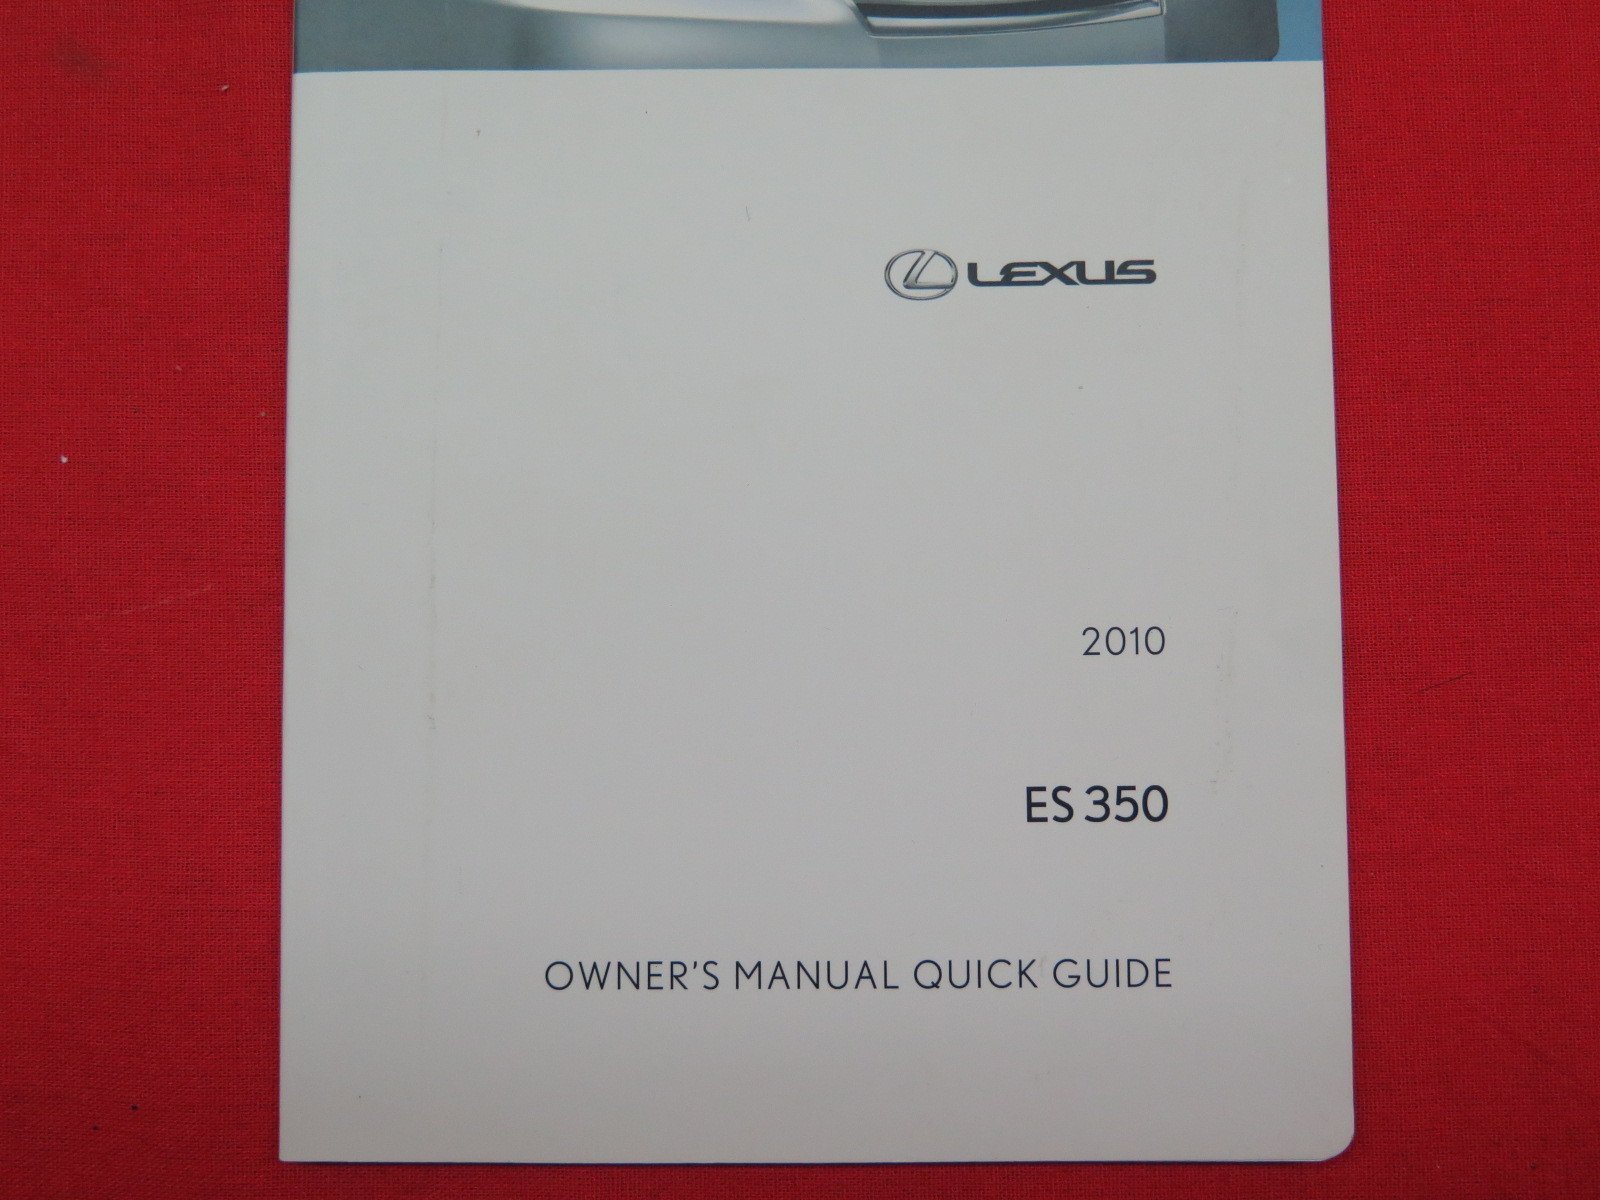 LEXUS
2010
ES 350
OWNER'S MANUAL QUICK GUIDE